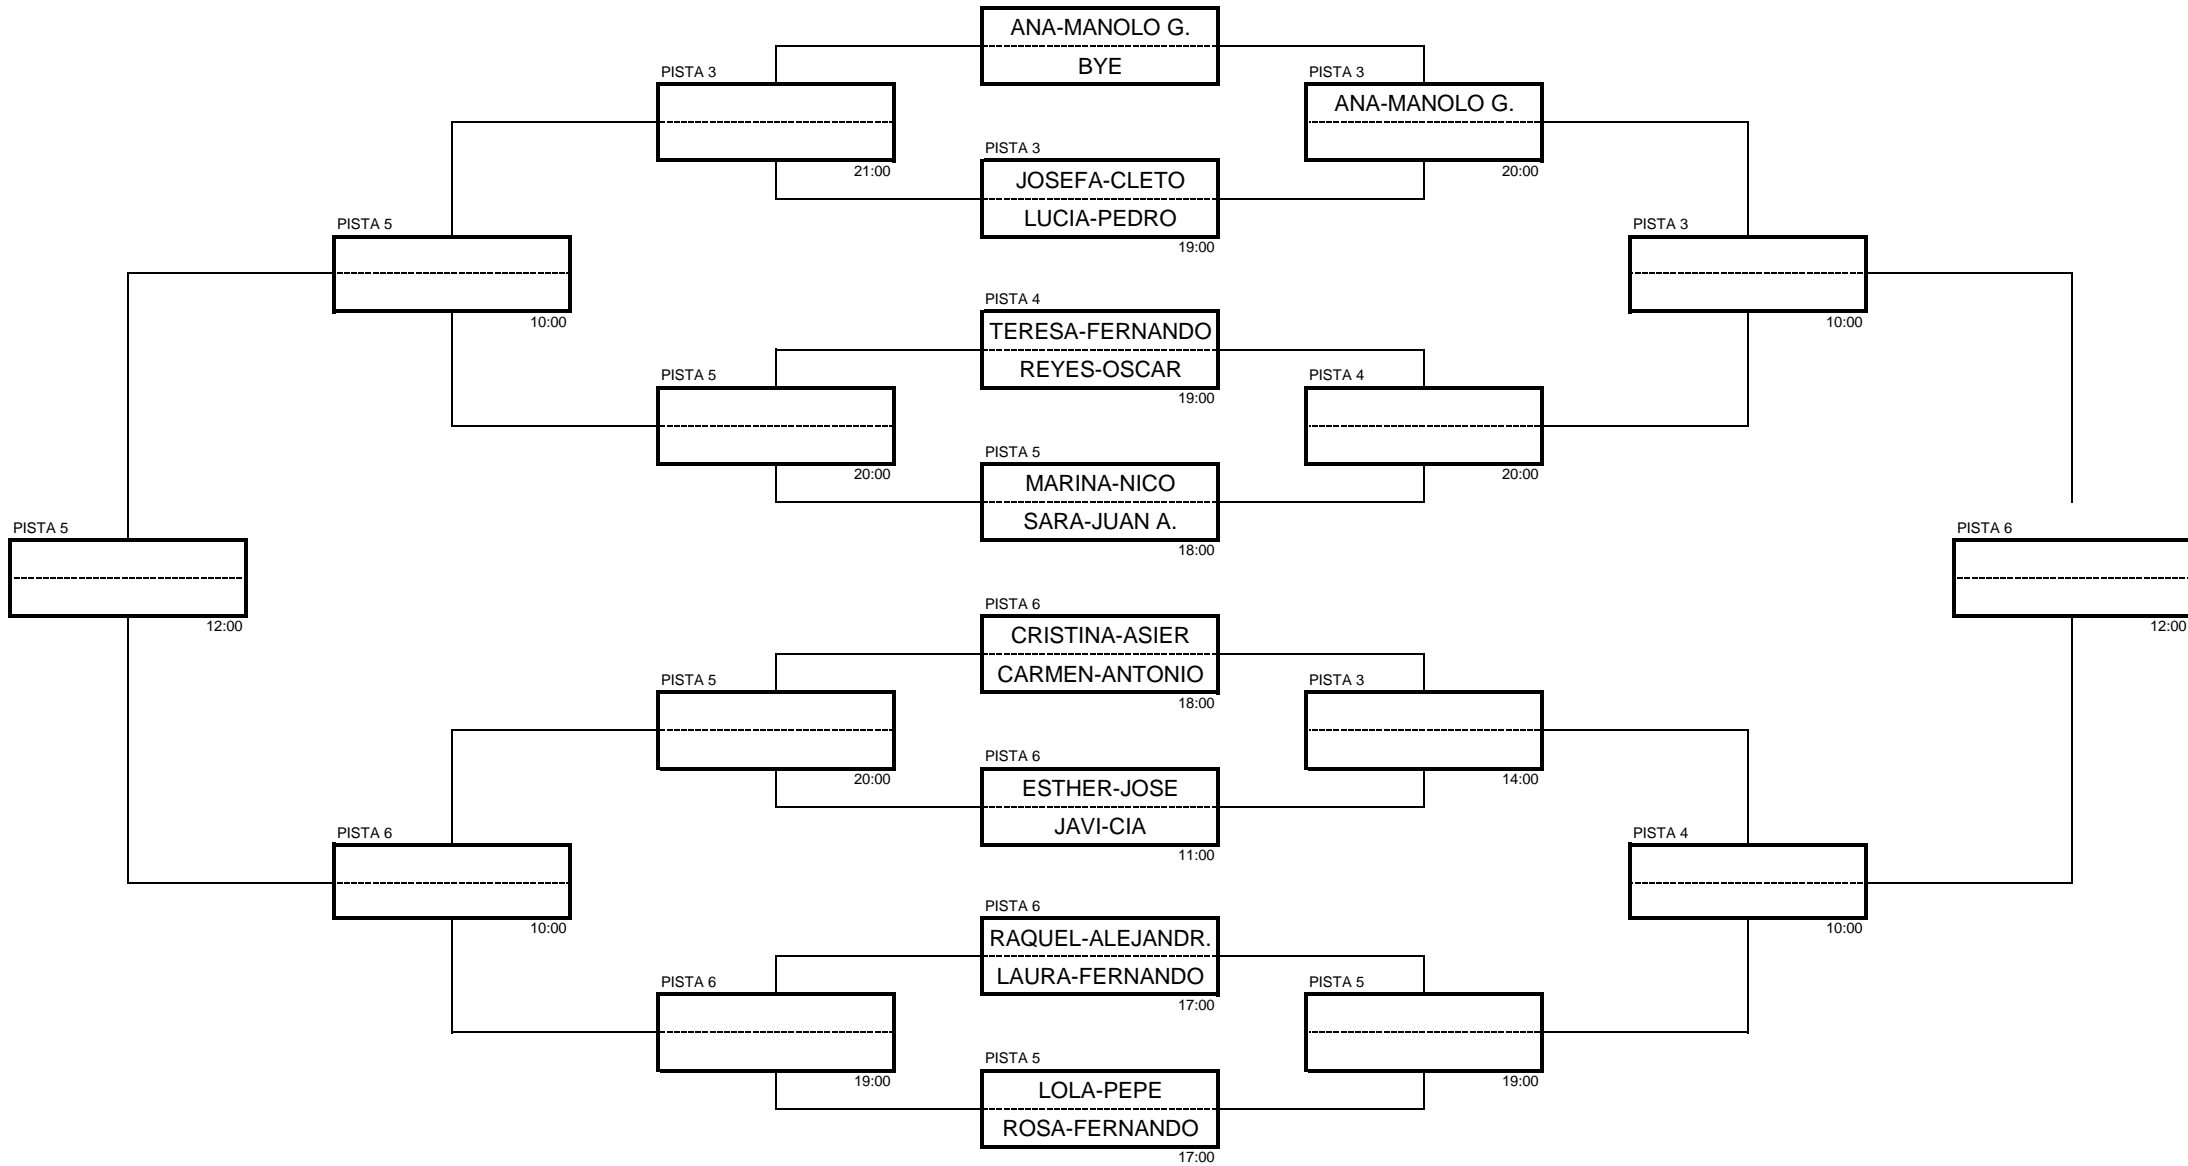 ANA-MANOLO G.
BYE
PISTA 3
PISTA 3
ANA-MANOLO G.
PISTA 3
21:00
JOSEFA-CLETO
20:00
LUCIA-PEDRO
PISTA 5
PISTA 3
19:00
PISTA 4
10:00
TERESA-FERNANDO
10:00
REYES-OSCAR
PISTA 5
PISTA 4
19:00
PISTA 5
20:00
MARINA-NICO
20:00
SARA-JUAN A.
PISTA 5
PISTA 6
18:00
PISTA 6
12:00
CRISTINA-ASIER
12:00
CARMEN-ANTONIO
PISTA 5
PISTA 3
18:00
PISTA 6
20:00
ESTHER-JOSE
14:00
JAVI-CIA
PISTA 6
PISTA 4
11:00
PISTA 6
10:00
RAQUEL-ALEJANDR.
10:00
LAURA-FERNANDO
PISTA 6
PISTA 5
17:00
PISTA 5
19:00
LOLA-PEPE
19:00
ROSA-FERNANDO
17:00